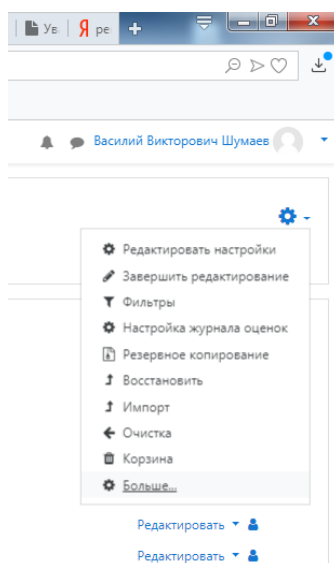 Ув
Я ре
Василий Викторович Шумаев
Редактировать настройки
Завершить редактирование
Фильтры
Настройка журнала оценок
Резервное копирование
Восстановить
Импорт
Очистка
Корзина
Больше...
Редактировать
Редактировать